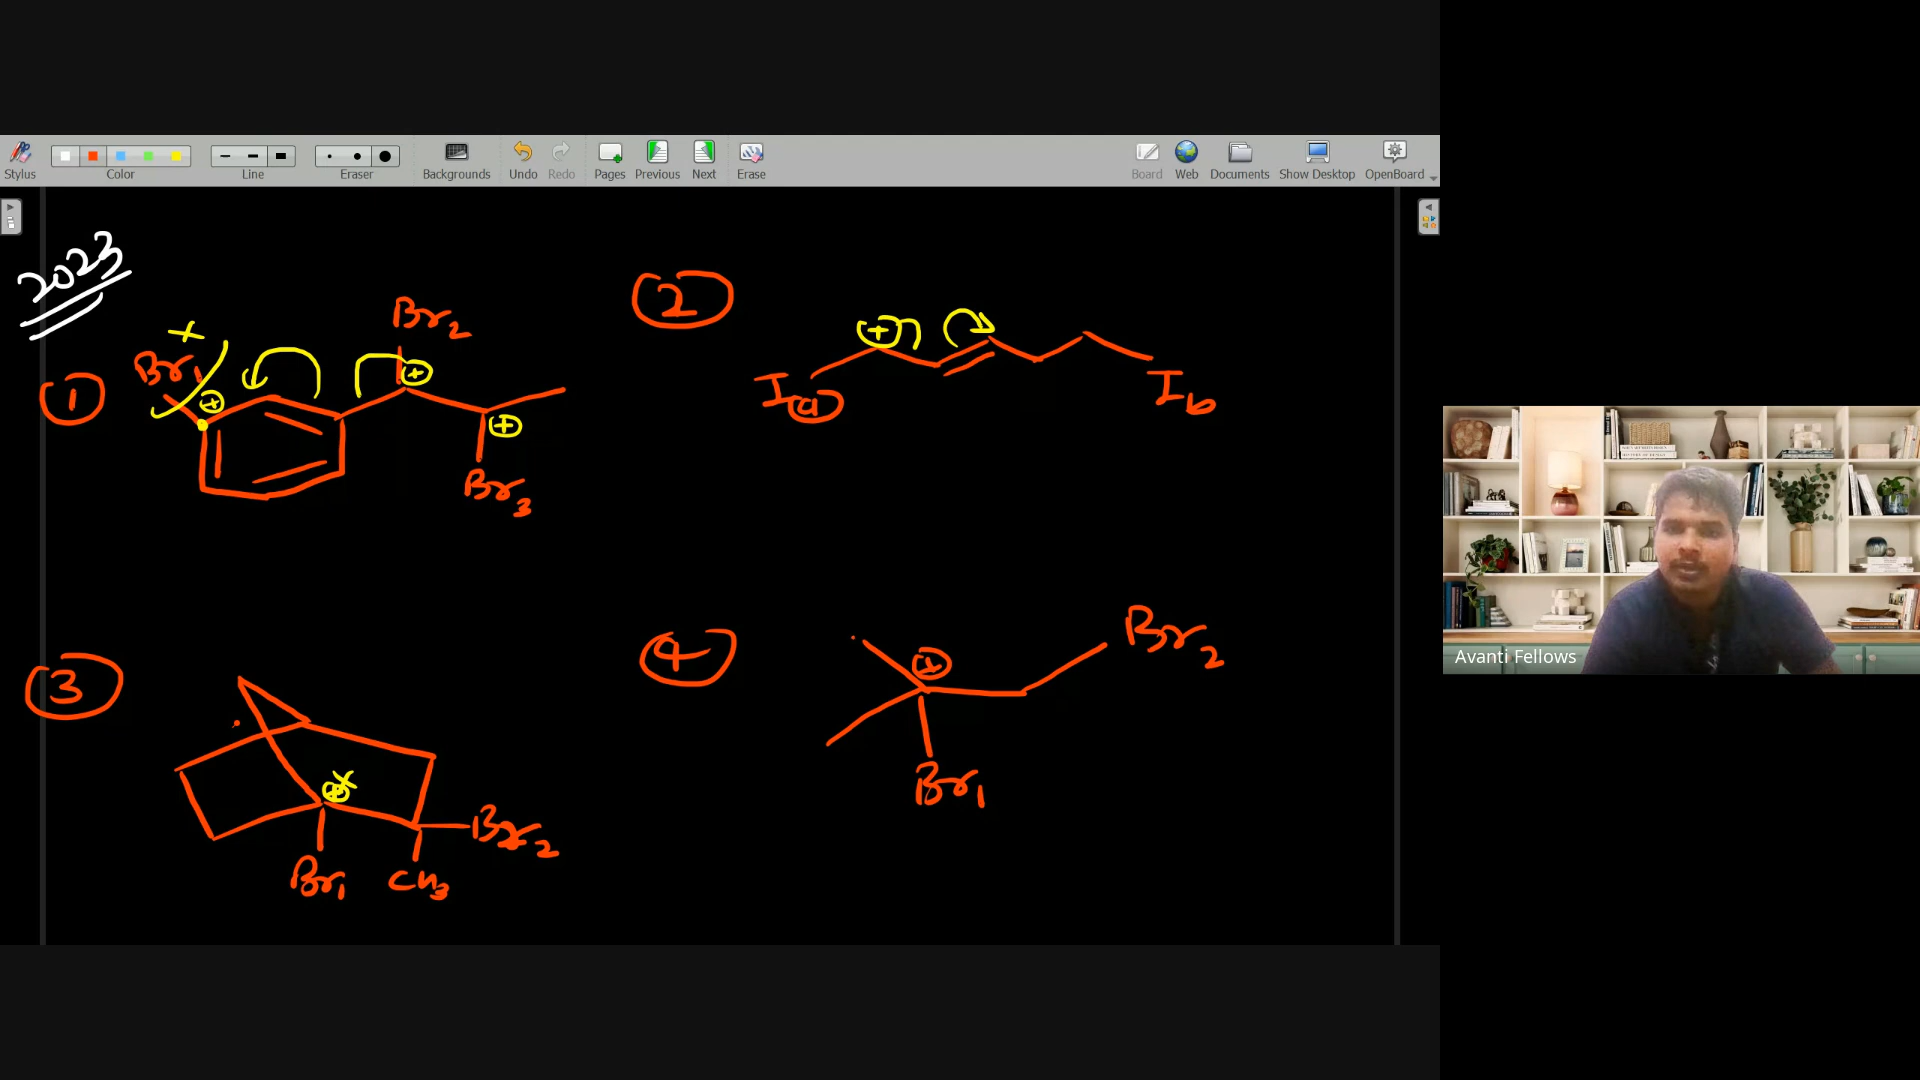 Stylus
Color
Line
Eraser
Backgrounds
Undo
Redo
Pages
Previous
Next
Erase
Board
Web
Documents
Show Desktop
OpenBoard
2023
1
Br1
+
+
Br2
+
+
Br3
2
+
I(a)
Ib
3
+
Br1
CH3
Br2
4
+
Br2
Br1
Avanti Fellows